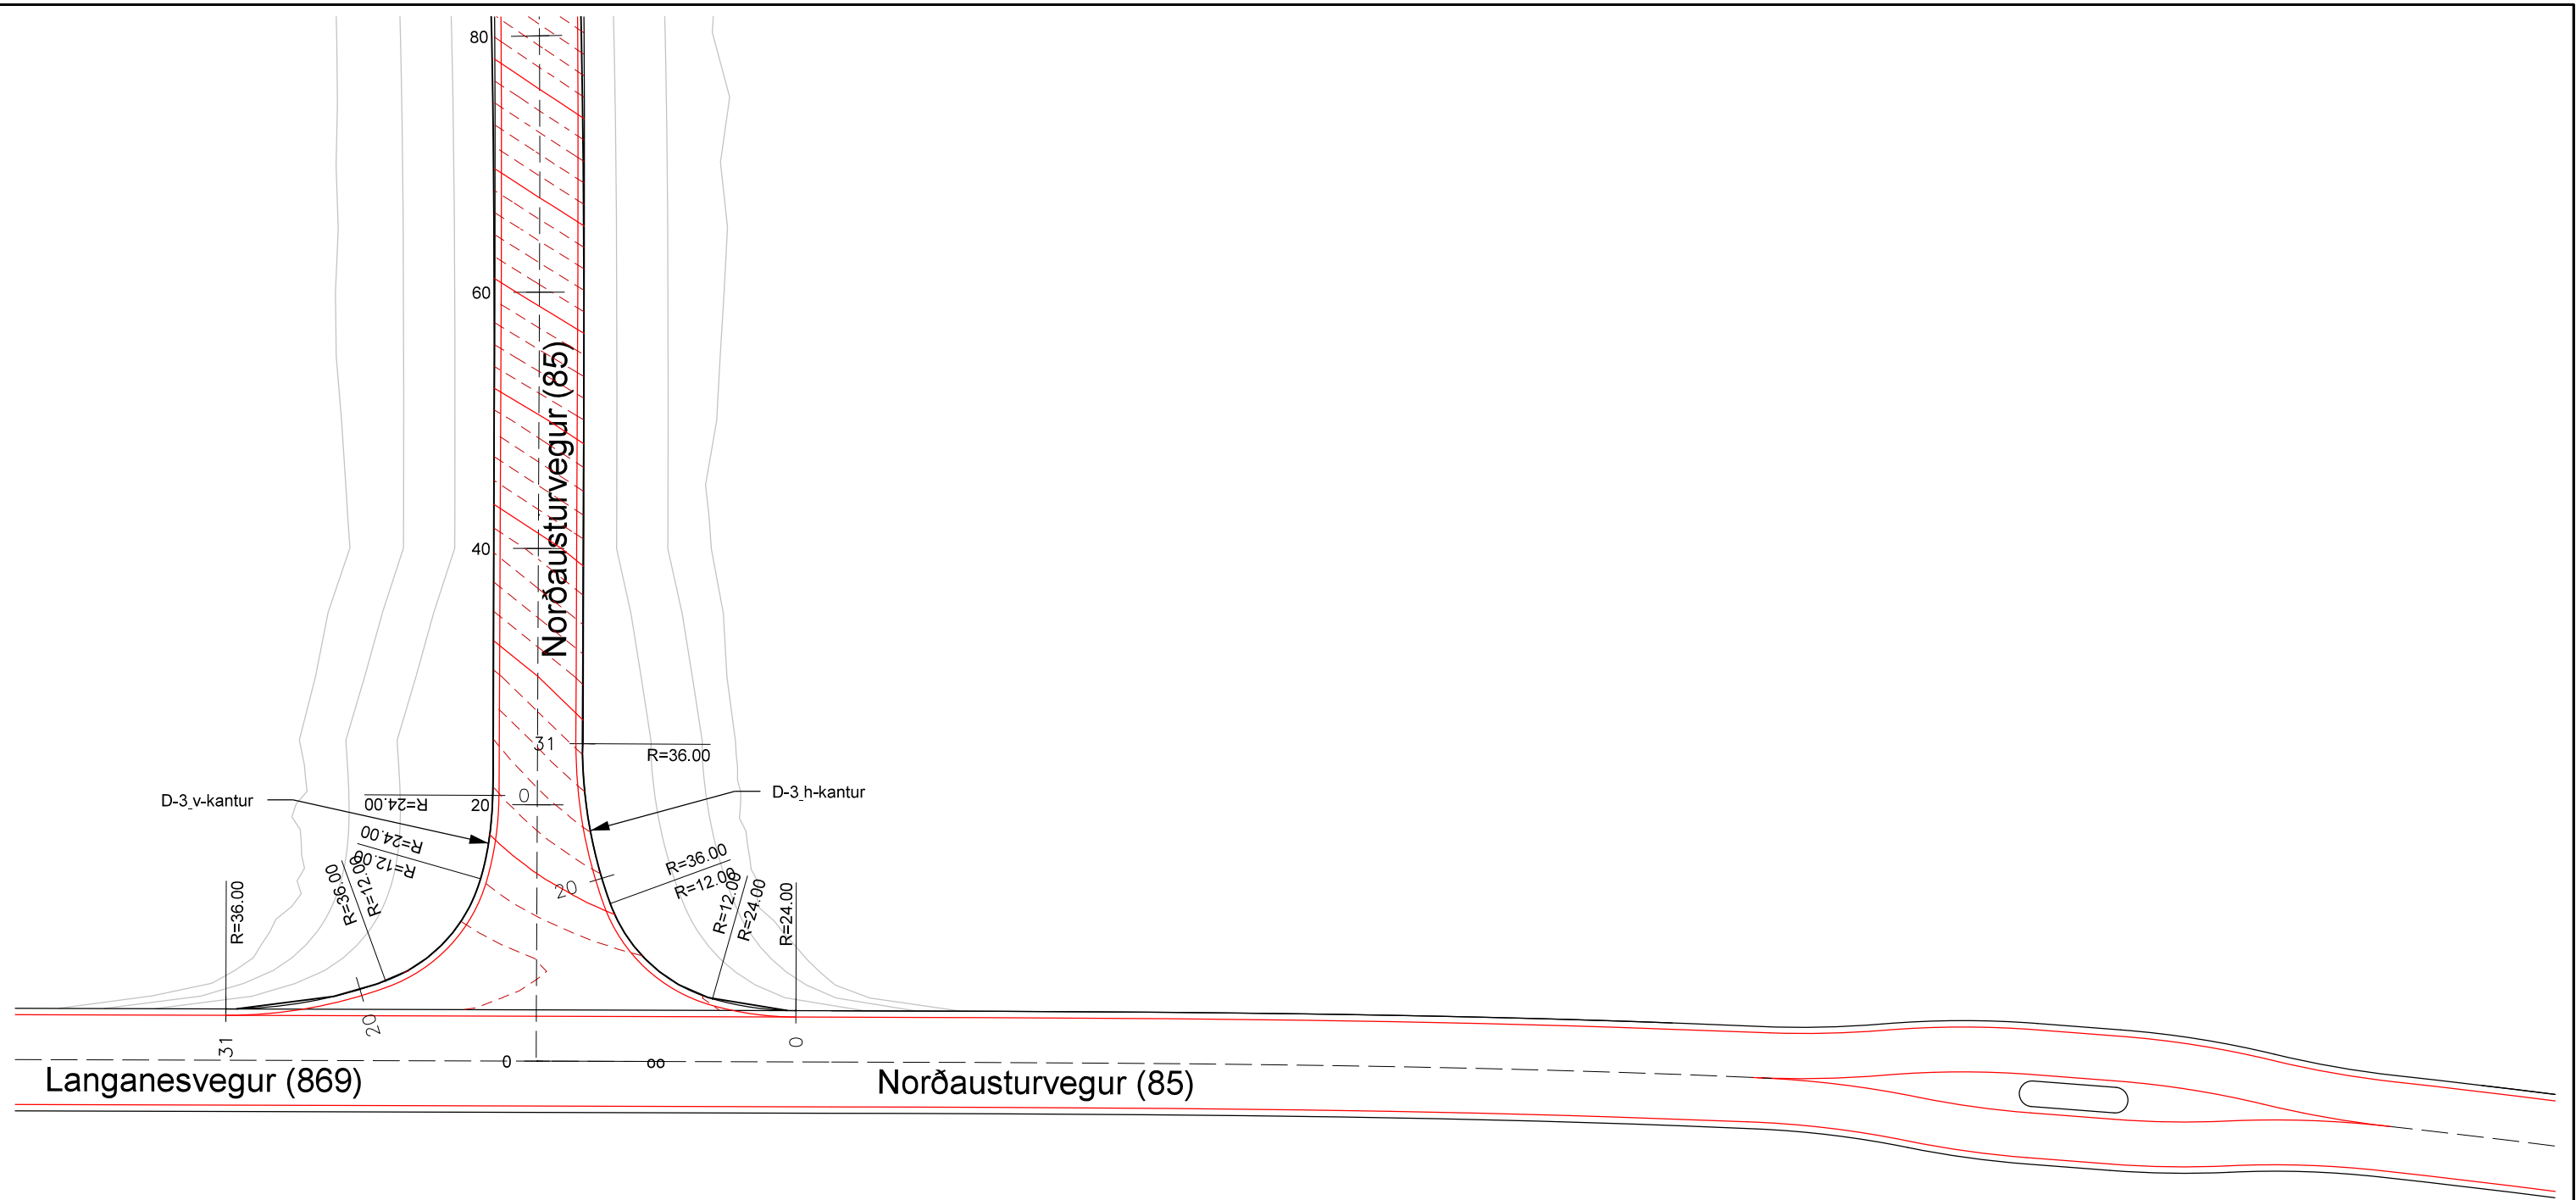 80
60
Norðausturvegur (85)
40
31
R=36.00
D-3_v-kantur
R=24.00
20
0
D-3_h-kantur
R=24.00
R=12.00
R=36.00
R=12.00
R=36.00
R=36.00
R=12.00
20
R=12.00
R=24.00
R=24.00
31
20
0
oo
0
Langanesvegur (869)
Norðausturvegur (85)